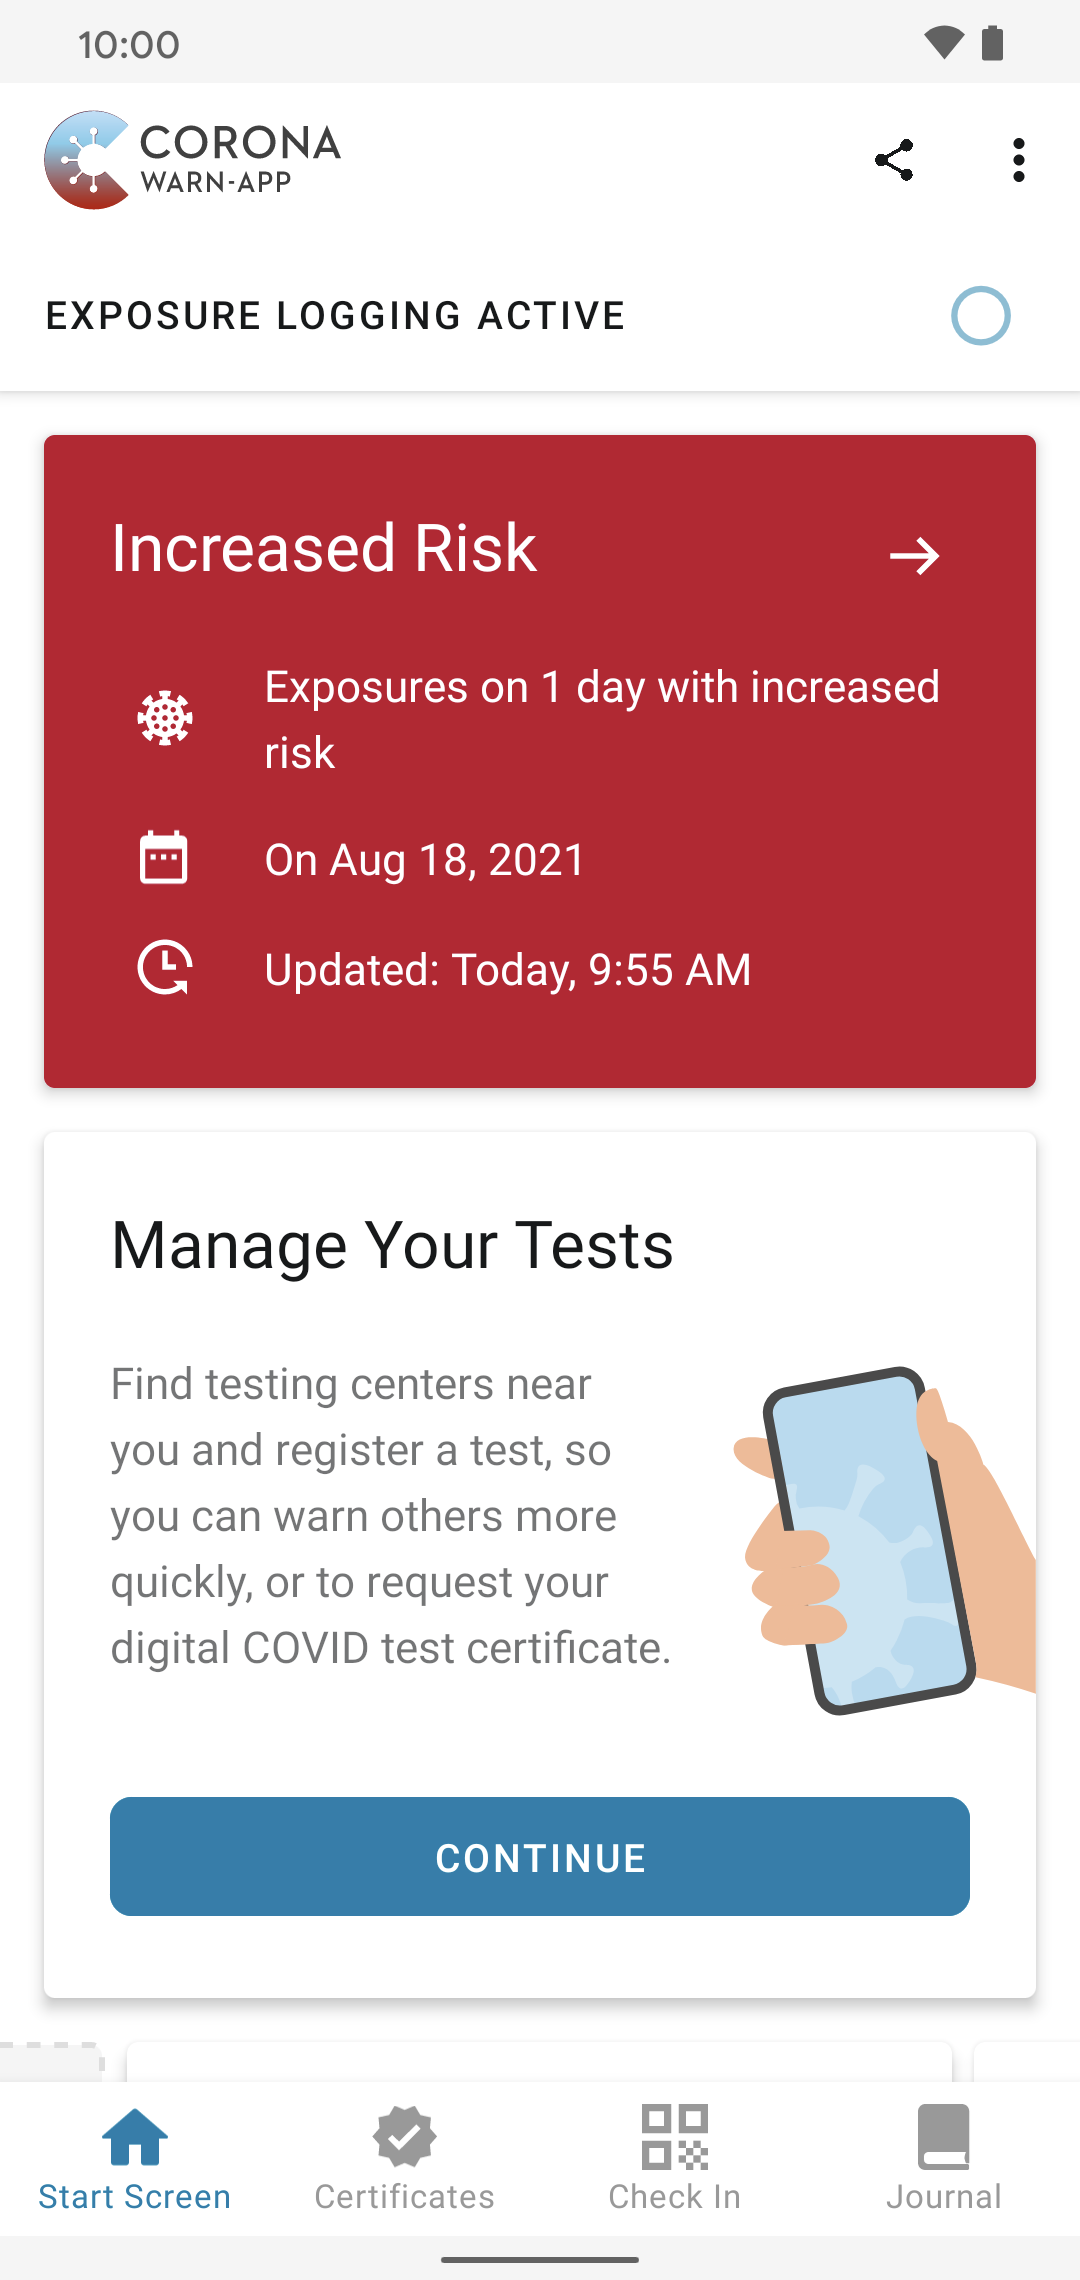 10:00
CORONA
WARN-APP
EXPOSURE LOGGING ACTIVE
Increased Risk
Exposures on 1 day with increased
risk
On Aug 18, 2021
Updated: Today, 9:55 AM
Manage Your Tests
Find testing centers near
you and register a test, so
you can warn others more
quickly, or to request your
digital COVID test certificate.
CONTINUE
Start Screen
Certificates
Check In
Journal